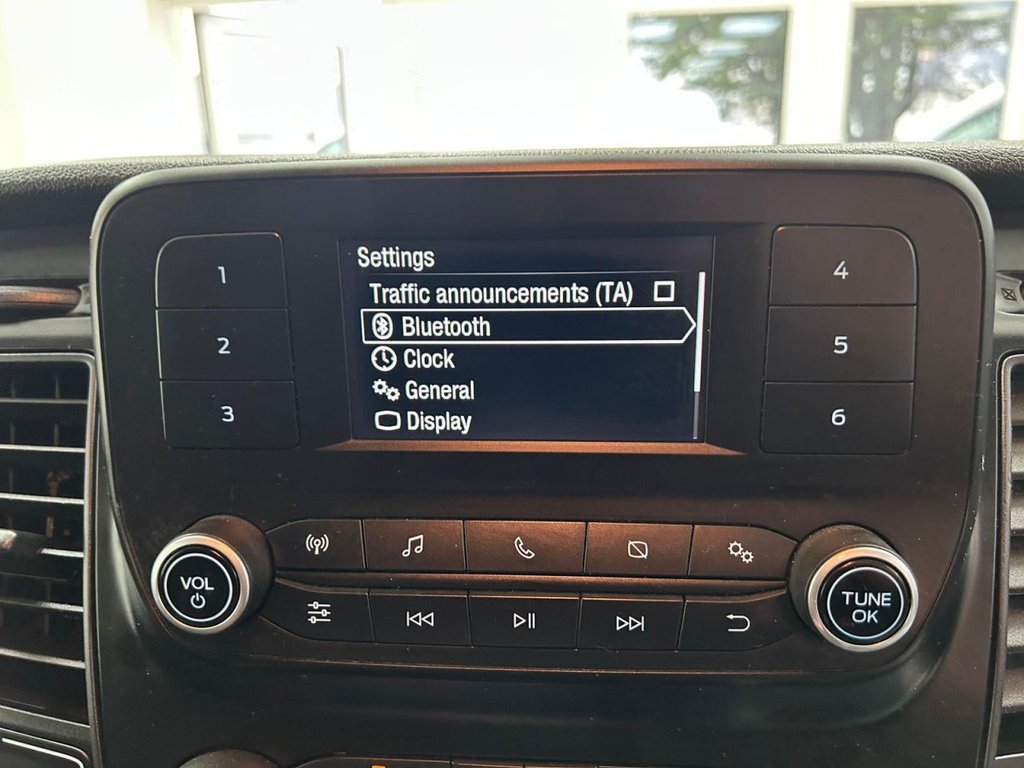 Settings
Traffic announcements (TA)
Bluetooth
Clock
General
Display
1
2
3
4
5
6
VOL
TUNE
OK